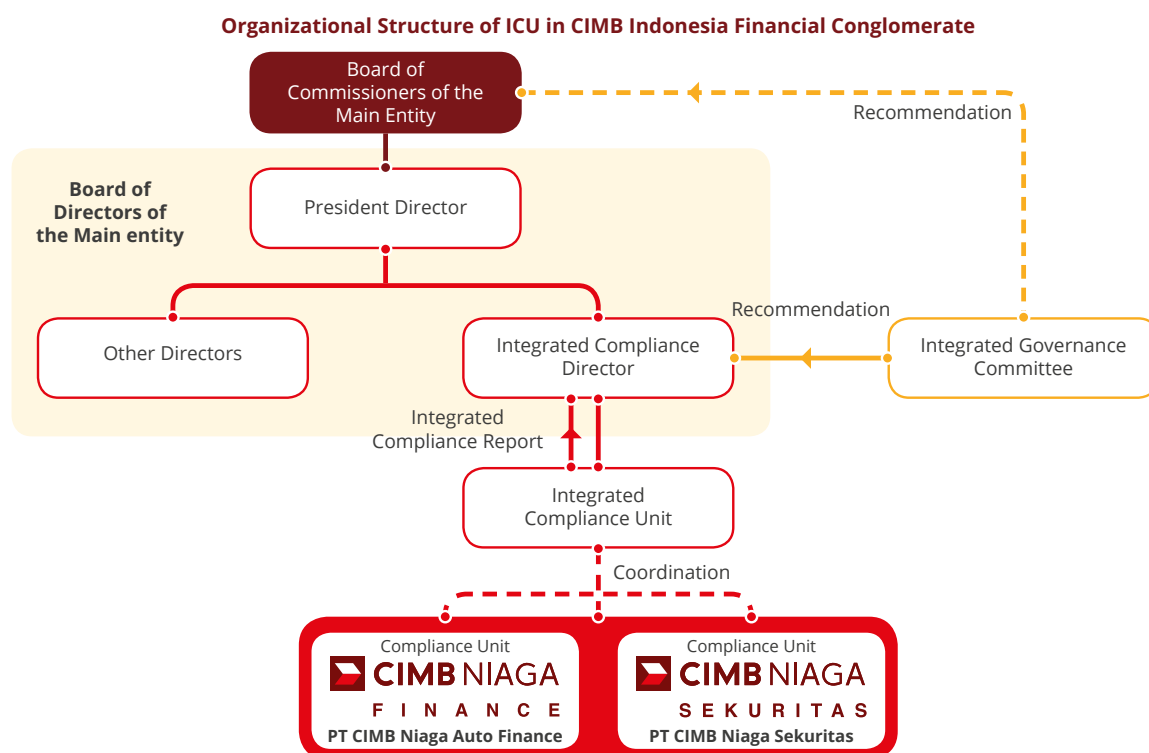 Organizational Structure of ICU in CIMB Indonesia Financial Conglomerate
Board of
Commissioners of the
Main Entity
Recommendation
Board of
Directors of
the Main entity
President Director
Recommendation
Other Directors
Integrated Compliance
Director
Integrated Governance
Committee
Integrated
Compliance Report
Integrated
Compliance Unit
Coordination
Compliance Unit
CIMB NIAGA
FINANCE
PT CIMB Niaga Auto Finance
Compliance Unit
CIMB NIAGA
SEKURITAS
PT CIMB Niaga Sekuritas